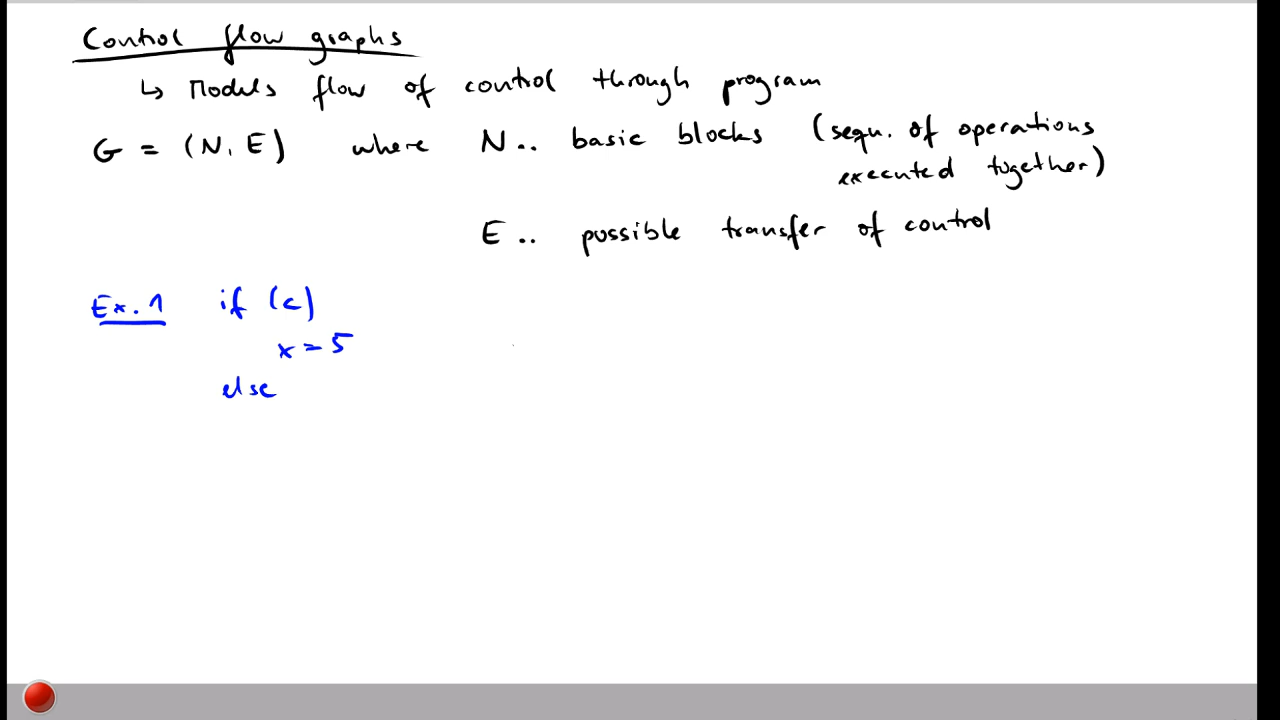 Control flow graphs
↳ Models flow of control through program
G = (N, E) where N.. basic blocks (sequ. of operations
executed together)
E .. possible transfer of control
Ex. 1 if (c)
x = 5
else